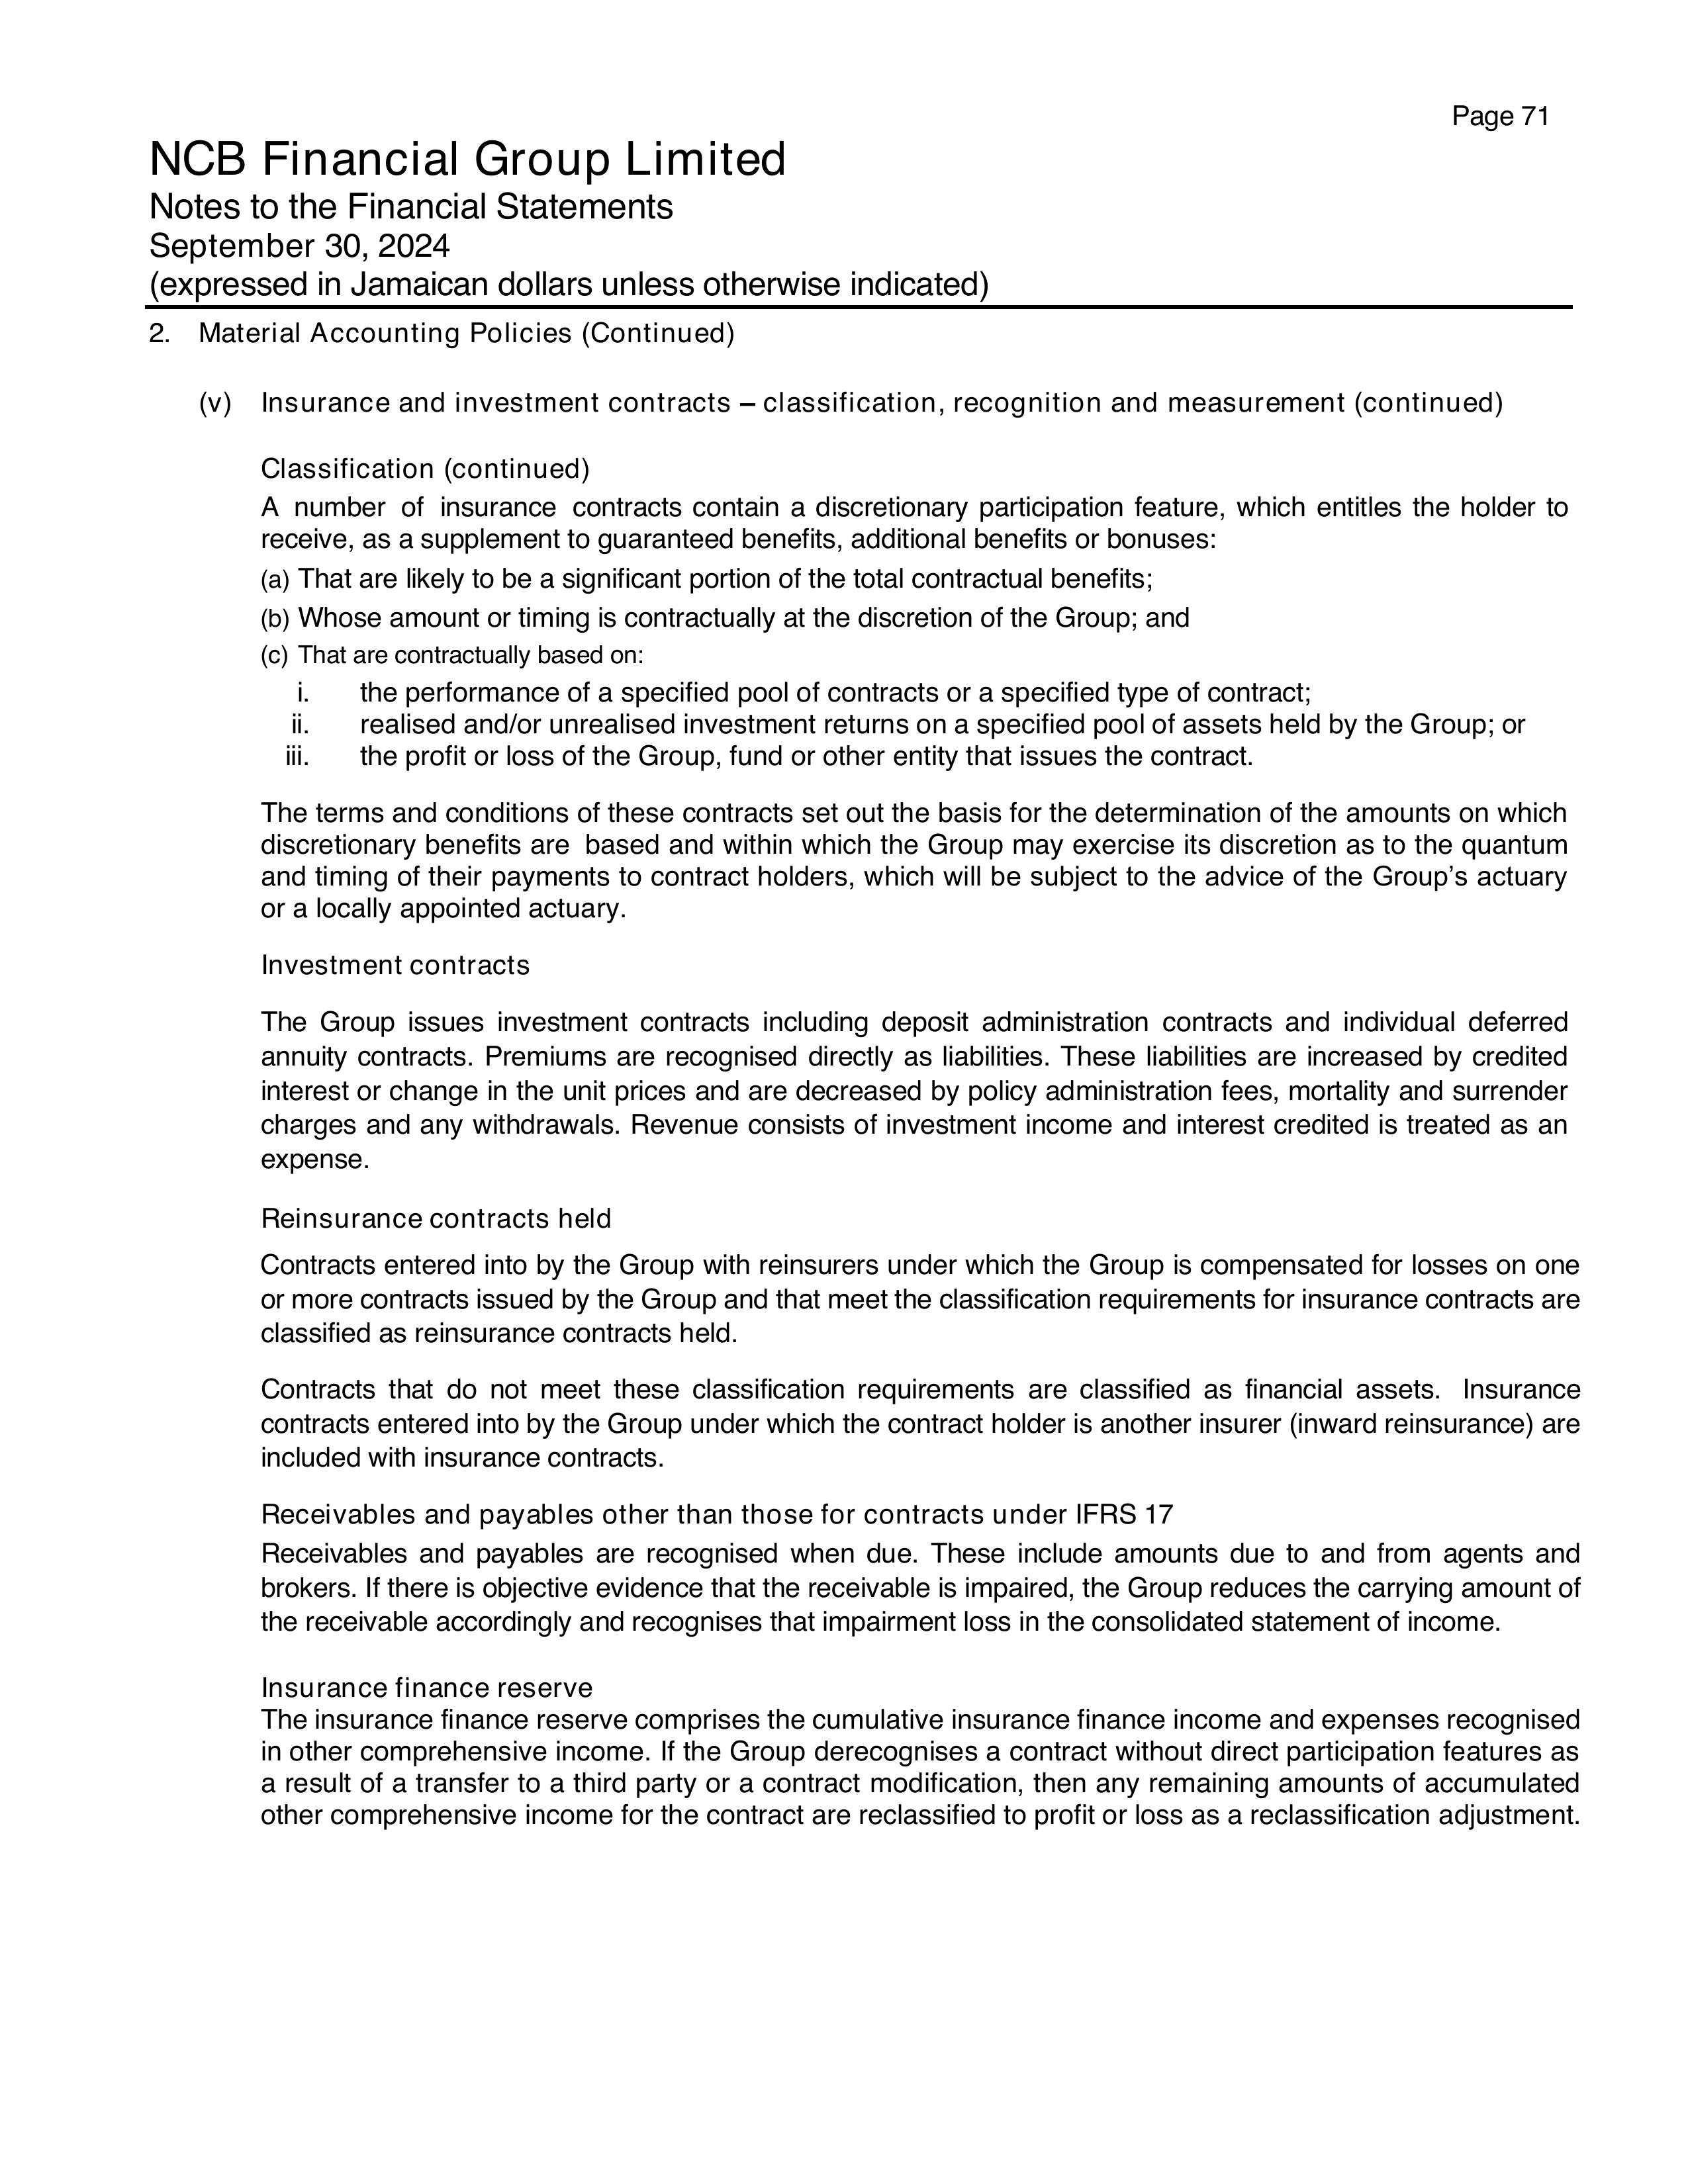 Page 71
NCB Financial Group Limited
Notes to the Financial Statements
September 30, 2024
(expressed in Jamaican dollars unless otherwise indicated)
2. Material Accounting Policies (Continued)
(v) Insurance and investment contracts – classification, recognition and measurement (continued)
Classification (continued)
A number of insurance contracts contain a discretionary participation feature, which entitles the holder to
receive, as a supplement to guaranteed benefits, additional benefits or bonuses:
(a) That are likely to be a significant portion of the total contractual benefits;
(b) Whose amount or timing is contractually at the discretion of the Group; and
(c) That are contractually based on:
i. the performance of a specified pool of contracts or a specified type of contract;
ii. realised and/or unrealised investment returns on a specified pool of assets held by the Group; or
iii. the profit or loss of the Group, fund or other entity that issues the contract.
The terms and conditions of these contracts set out the basis for the determination of the amounts on which
discretionary benefits are based and within which the Group may exercise its discretion as to the quantum
and timing of their payments to contract holders, which will be subject to the advice of the Group’s actuary
or a locally appointed actuary.
Investment contracts
The Group issues investment contracts including deposit administration contracts and individual deferred
annuity contracts. Premiums are recognised directly as liabilities. These liabilities are increased by credited
interest or change in the unit prices and are decreased by policy administration fees, mortality and surrender
charges and any withdrawals. Revenue consists of investment income and interest credited is treated as an
expense.
Reinsurance contracts held
Contracts entered into by the Group with reinsurers under which the Group is compensated for losses on one
or more contracts issued by the Group and that meet the classification requirements for insurance contracts are
classified as reinsurance contracts held.
Contracts that do not meet these classification requirements are classified as financial assets. Insurance
contracts entered into by the Group under which the contract holder is another insurer (inward reinsurance) are
included with insurance contracts.
Receivables and payables other than those for contracts under IFRS 17
Receivables and payables are recognised when due. These include amounts due to and from agents and
brokers. If there is objective evidence that the receivable is impaired, the Group reduces the carrying amount of
the receivable accordingly and recognises that impairment loss in the consolidated statement of income.
Insurance finance reserve
The insurance finance reserve comprises the cumulative insurance finance income and expenses recognised
in other comprehensive income. If the Group derecognises a contract without direct participation features as
a result of a transfer to a third party or a contract modification, then any remaining amounts of accumulated
other comprehensive income for the contract are reclassified to profit or loss as a reclassification adjustment.